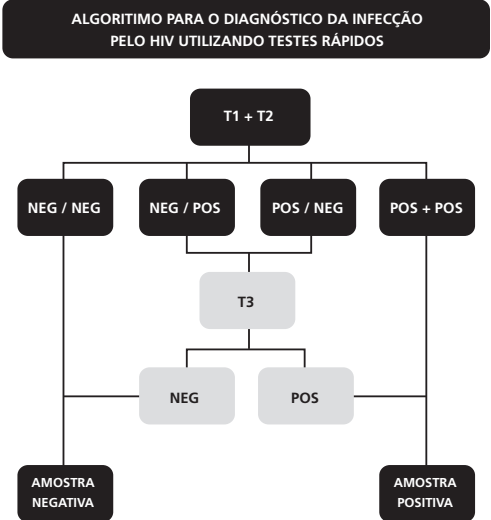 ALGORITIMO PARA O DIAGNÓSTICO DA INFECÇÃO
PELO HIV UTILIZANDO TESTES RÁPIDOS
T1 + T2
NEG / NEG
NEG / POS
POS / NEG
POS + POS
T3
NEG
POS
AMOSTRA
NEGATIVA
AMOSTRA
POSITIVA